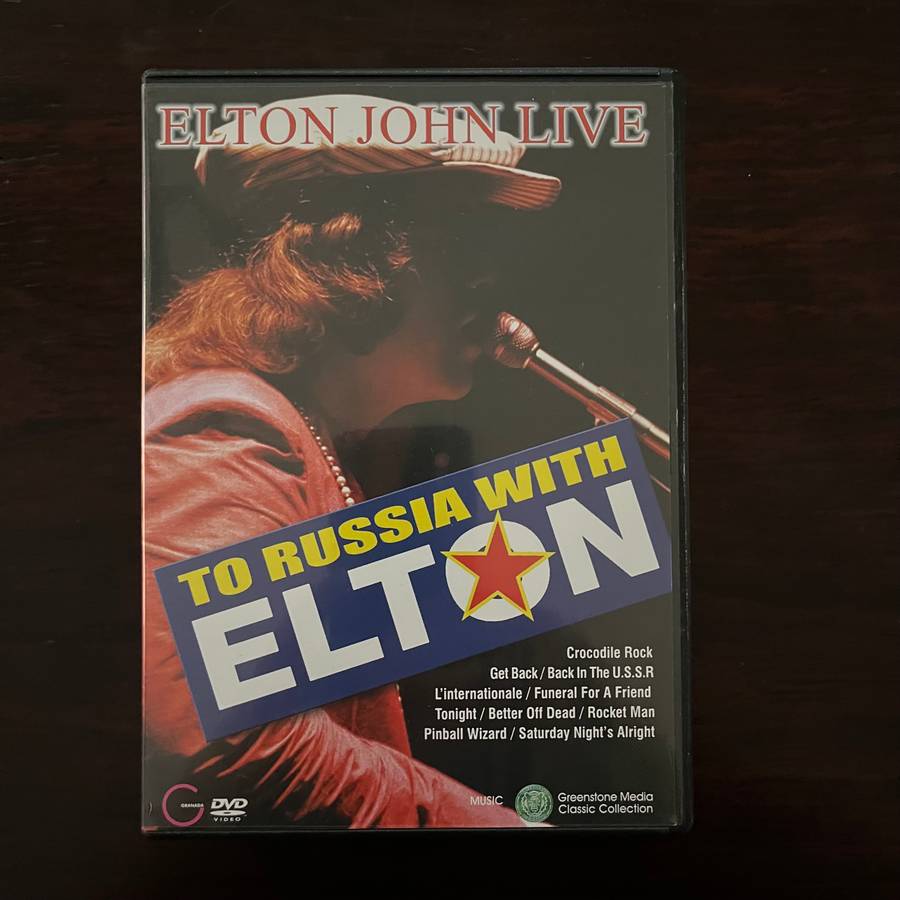 ELTON JOHN LIVE
TO RUSSIA WITH
ELTON
Crocodile Rock
Get Back / Back In The U.S.S.R
L'internationale / Funeral For A Friend
Tonight / Better Off Dead / Rocket Man
Pinball Wizard / Saturday Night's Alright
GRANADA
DVD
VIDEO
MUSIC
Greenstone Media
Classic Collection